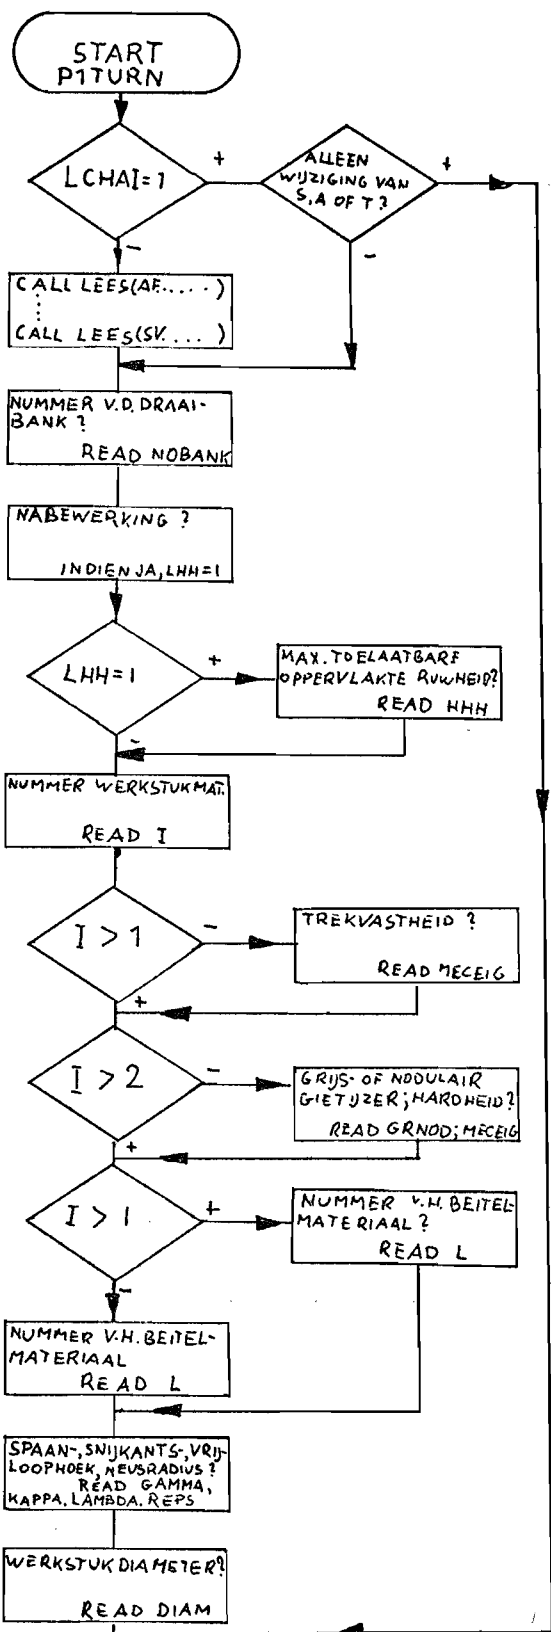 START
P1TURN
LCHAI=1
+
-
ALLEEN
WIJZIGING VAN
S, A OF T ?
+
-
CALL LEES(AF.....)
CALL LEES(SV....)
NUMMER V.D. DRAAI-
BANK ?
READ NOBANK
NABEWERKING ?
INDIEN JA, LHH=1
LHH=1
+
-
MAX. TOELAATBARE
OPPERVLAKTE RUWHEID?
READ HHH
NUMMER WERKSTUKMAT.
READ I
I > 1
-
+
TREKVASTHEID ?
READ MECEIG
I > 2
-
+
GRIJS- OF NODULAIR
GIETIJZER; HARDHEID?
READ GRNOD; MECEIG
I > 1
+
-
NUMMER V.H. BEITEL-
MATERIAAL ?
READ L
NUMMER V.H. BEITEL-
MATERIAAL
READ L
SPAAN-, SNIJKANTS-, VRIJ-
LOOPHOEK, NEUSRADIUS ?
READ GAMMA,
KAPPA, LAMBDA, REPS
WERKSTUKDIAMETER?
READ DIAM